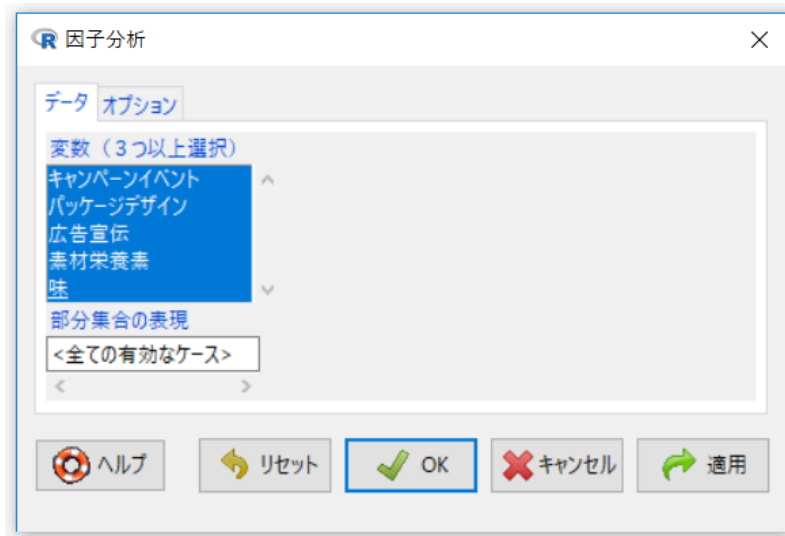 因子分析
データ オプション
変数（３つ以上選択）
キャンペーンイベント
パッケージデザイン
広告宣伝
素材栄養素
味
部分集合の表現
<全ての有効なケース>
ヘルプ リセット OK キャンセル 適用